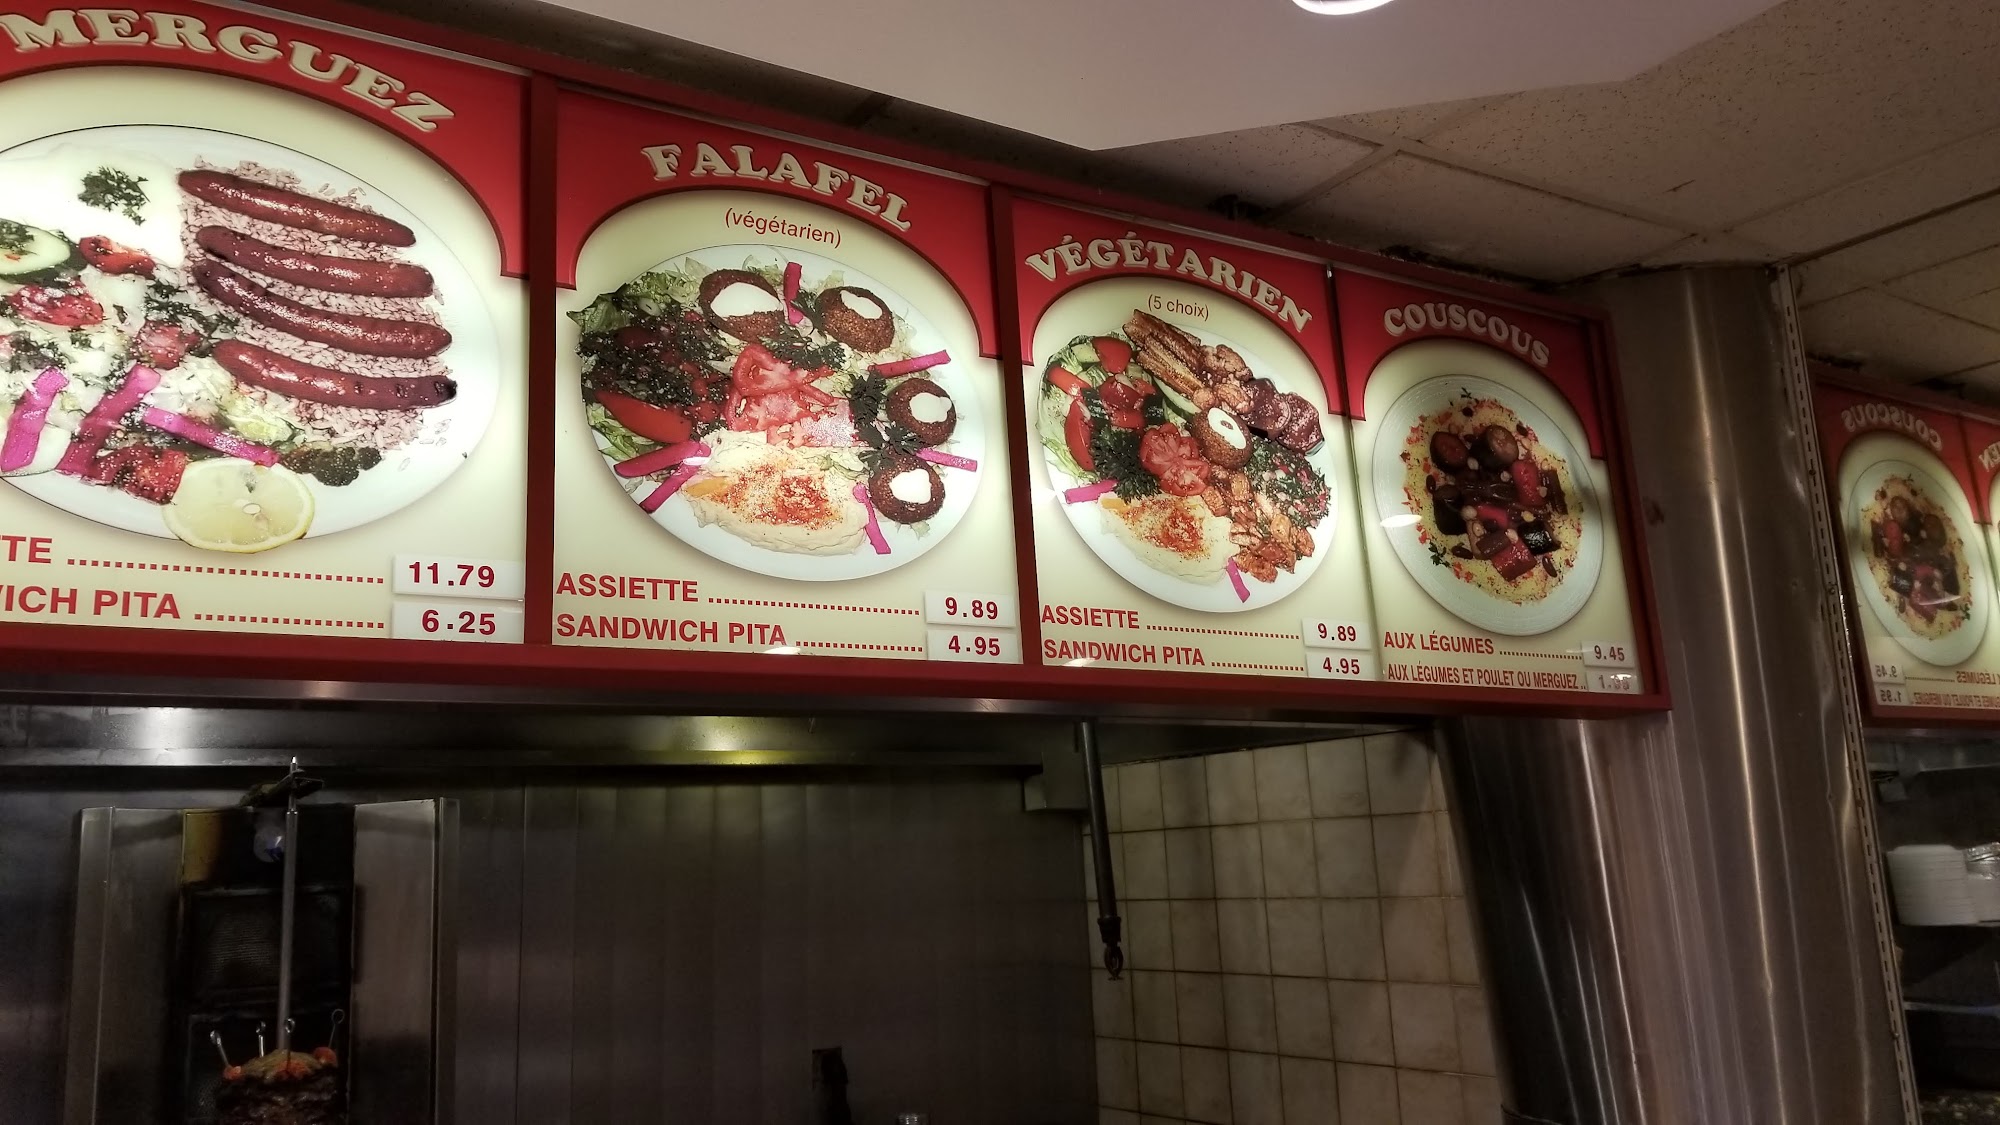 MERGUEZ
TTE ........ 11.79
WICH PITA ........ 6.25
FALAFEL
(végétarien)
ASSIETTE ........ 9.89
SANDWICH PITA ........ 4.95
VÉGÉTARIEN
(5 choix)
ASSIETTE ........ 9.89
SANDWICH PITA ........ 4.95
COUSCOUS
AUX LÉGUMES ........ 9.45
AUX LÉGUMES ET POULET OU MERGUEZ ..
COUSCOUS